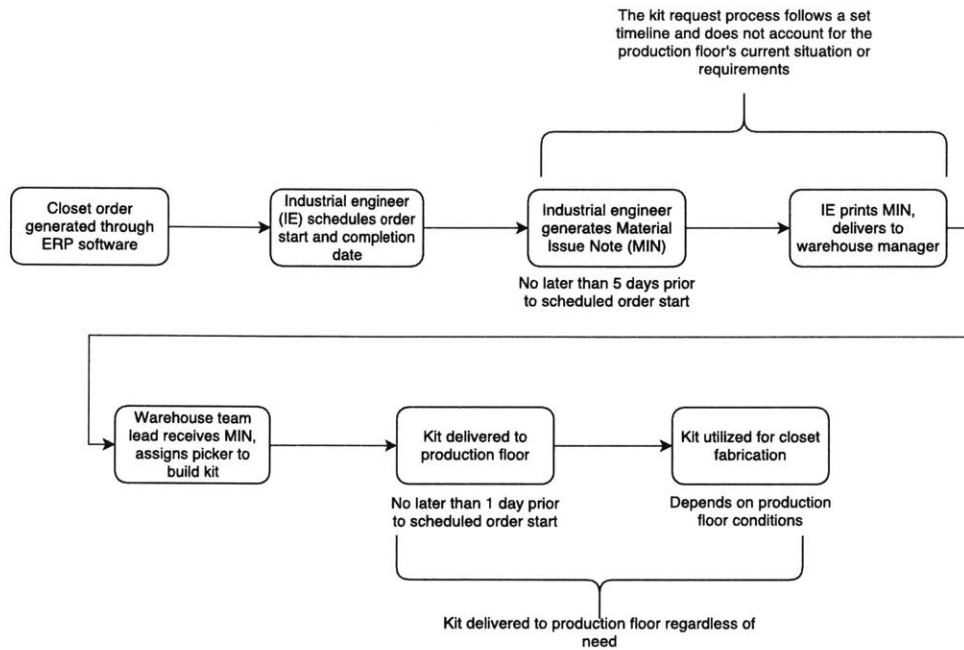 The kit request process follows a set
timeline and does not account for the
production floor's current situation or
requirements
Closet order
generated through
ERP software
Industrial engineer
(IE) schedules order
start and completion
date
Industrial engineer
generates Material
Issue Note (MIN)
No later than 5 days prior
to scheduled order start
IE prints MIN,
delivers to
warehouse manager
Warehouse team
lead receives MIN,
assigns picker to
build kit
Kit delivered to
production floor
No later than 1 day prior
to scheduled order start
Kit utilized for closet
fabrication
Depends on production
floor conditions
Kit delivered to production floor regardless of
need